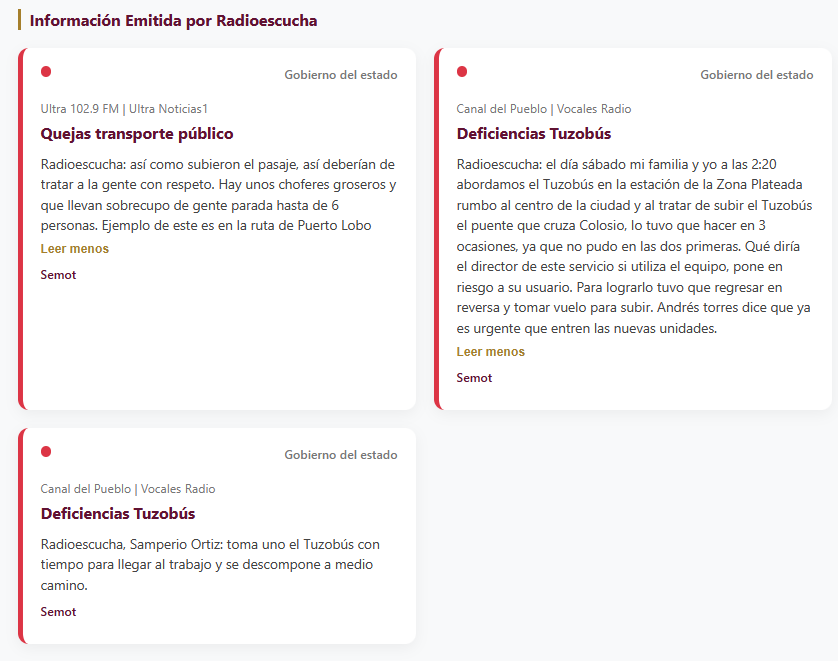 Información Emitida por Radioescucha
Gobierno del estado
Ultra 102.9 FM | Ultra Noticias1
Quejas transporte público
Radioescucha: así como subieron el pasaje, así deberían de
tratar a la gente con respeto. Hay unos choferes groseros y
que llevan sobrecupo de gente parada hasta de 6
personas. Ejemplo de este es en la ruta de Puerto Lobo
Leer menos
Semot
Gobierno del estado
Canal del Pueblo | Vocales Radio
Deficiencias Tuzobús
Radioescucha: el día sábado mi familia y yo a las 2:20
abordamos el Tuzobús en la estación de la Zona Plateada
rumbo al centro de la ciudad y al tratar de subir el Tuzobús
el puente que cruza Colosio, lo tuvo que hacer en 3
ocasiones, ya que no pudo en las dos primeras. Qué diría
el director de este servicio si utiliza el equipo, pone en
riesgo a su usuario. Para lograrlo tuvo que regresar en
reversa y tomar vuelo para subir. Andrés torres dice que ya
es urgente que entren las nuevas unidades.
Leer menos
Semot
Gobierno del estado
Canal del Pueblo | Vocales Radio
Deficiencias Tuzobús
Radioescucha, Samperio Ortiz: toma uno el Tuzobús con
tiempo para llegar al trabajo y se descompone a medio
camino.
Semot